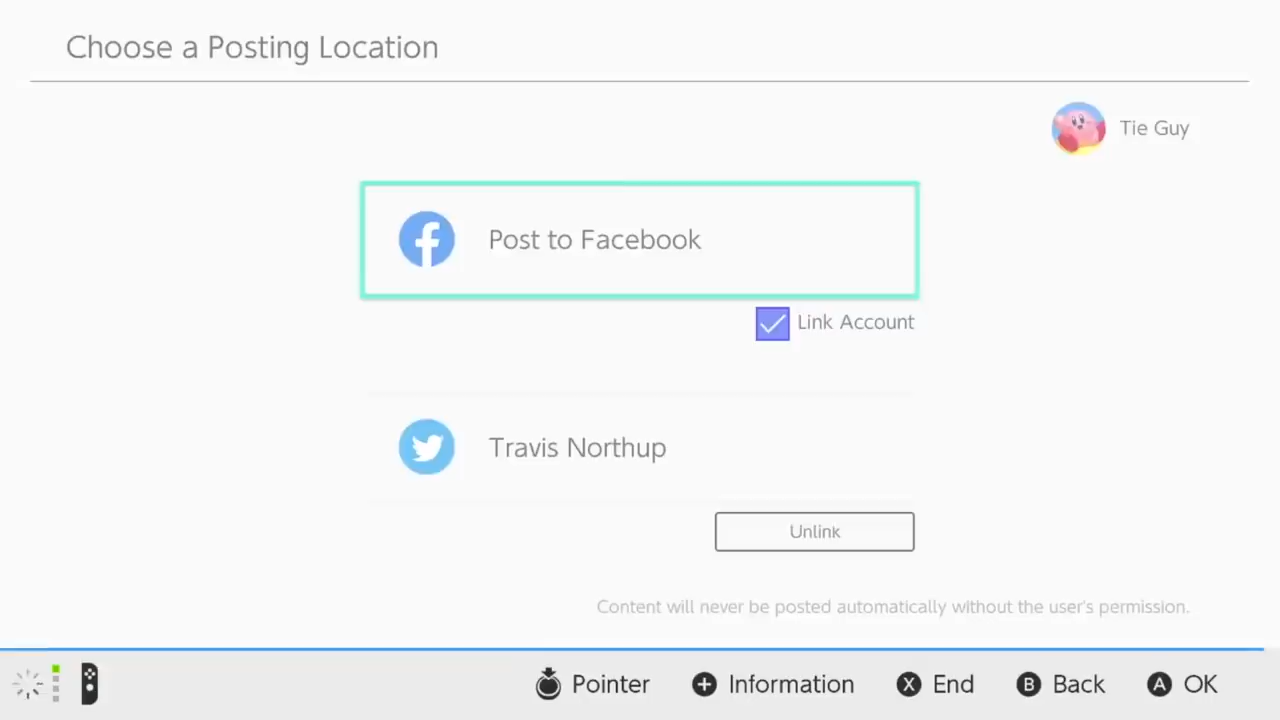 Choose a Posting Location
Tie Guy
Post to Facebook
Link Account
Travis Northup
Unlink
Content will never be posted automatically without the user's permission.
Pointer + Information X End B Back A OK